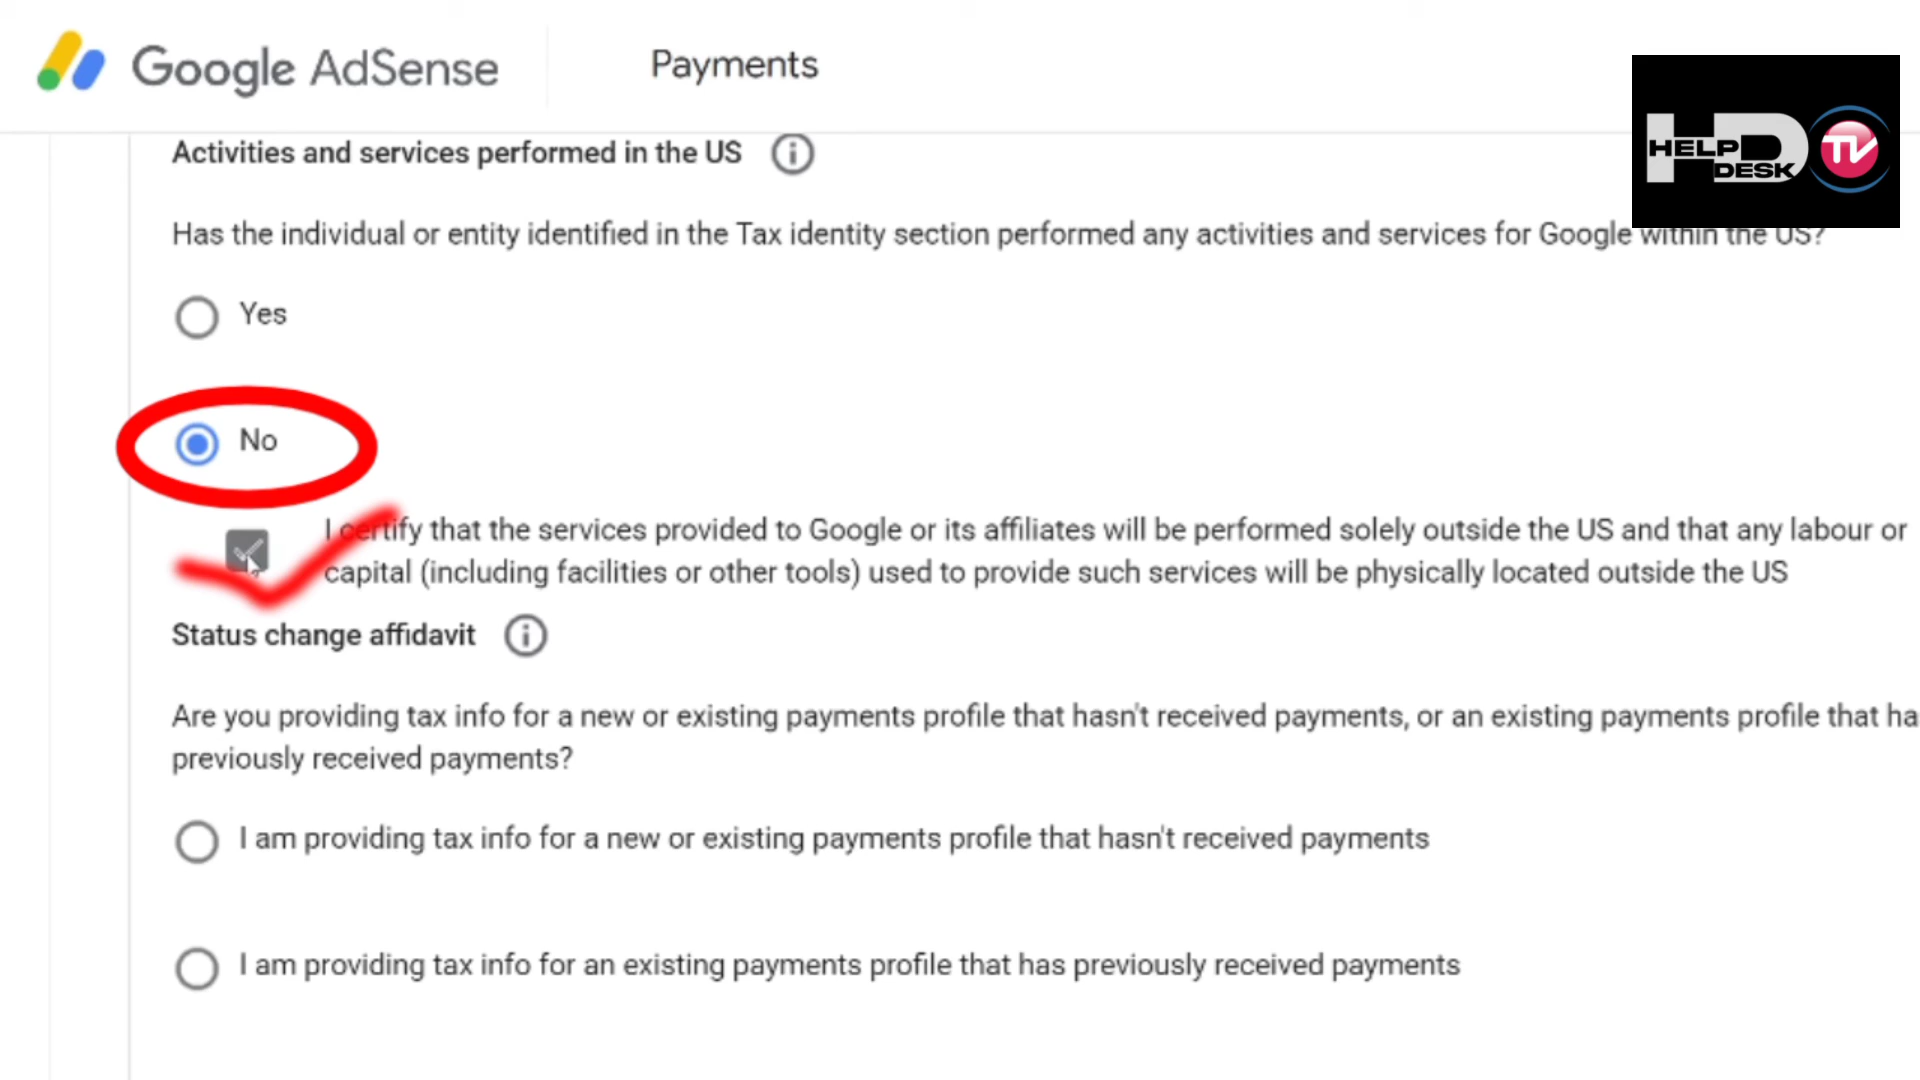 Google AdSense
Payments
HELP
DESK
TV
Activities and services performed in the US
Has the individual or entity identified in the Tax identity section performed any activities and services for Google within the US?
Yes
No
I certify that the services provided to Google or its affiliates will be performed solely outside the US and that any labour or
capital (including facilities or other tools) used to provide such services will be physically located outside the US
Status change affidavit
Are you providing tax info for a new or existing payments profile that hasn't received payments, or an existing payments profile that ha
previously received payments?
I am providing tax info for a new or existing payments profile that hasn't received payments
I am providing tax info for an existing payments profile that has previously received payments